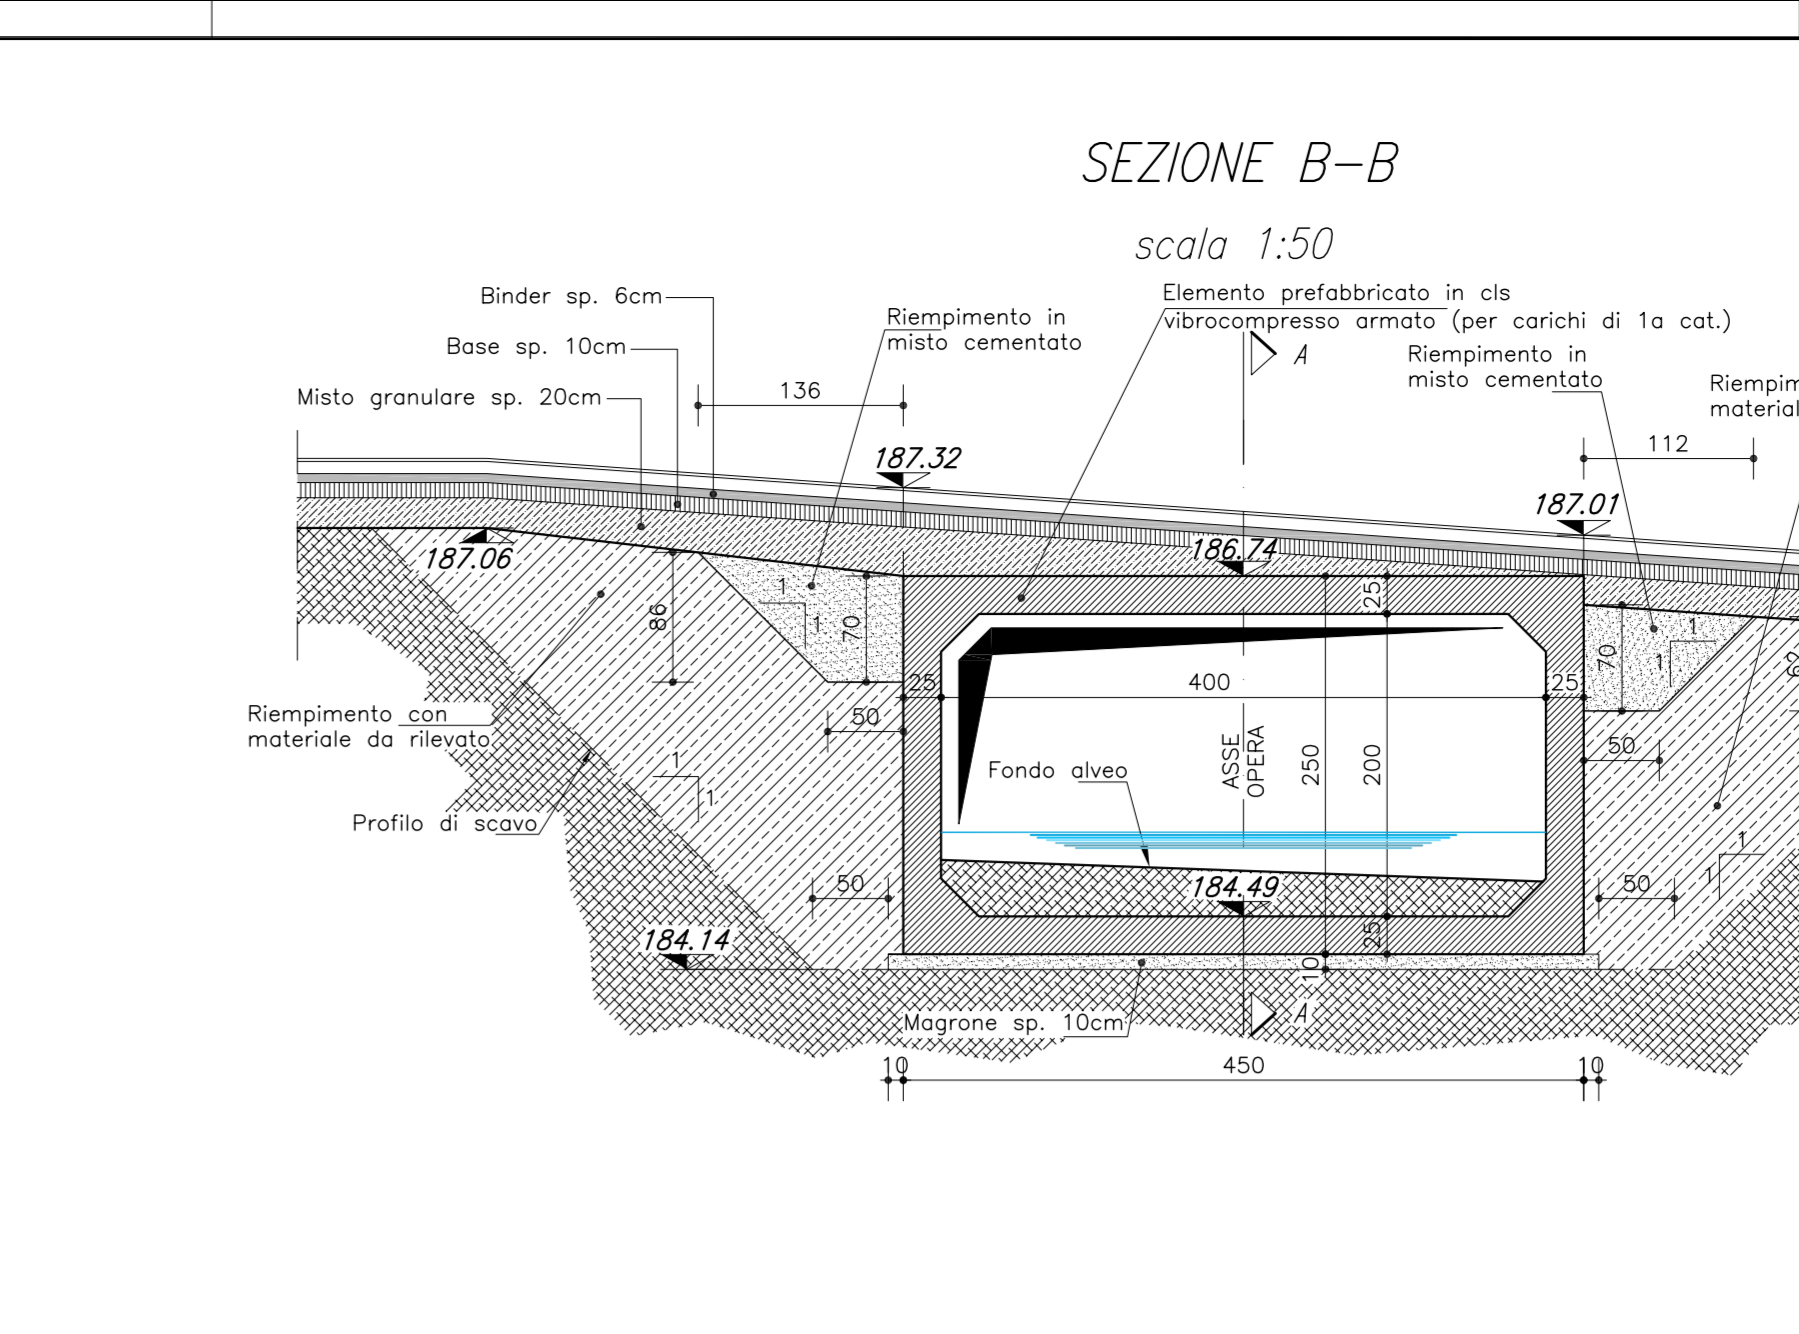 SEZIONE B-B
scala 1:50
Binder sp. 6cm
Base sp. 10cm
Misto granulare sp. 20cm
Riempimento in
misto cementato
Elemento prefabbricato in cls
vibrocompresso armato (per carichi di 1a cat.)
A
Riempimento in
misto cementato
136
112
187.32
187.01
187.06
186.74
1
1
86
70
25
1
1
70
25
400
25
50
50
Riempimento con
materiale da rilevato
1
1
Profilo di scavo
Fondo alveo
ASSE
OPERA
250
200
1
1
50
50
184.49
184.14
25
10
Magrone sp. 10cm
A
10
450
10